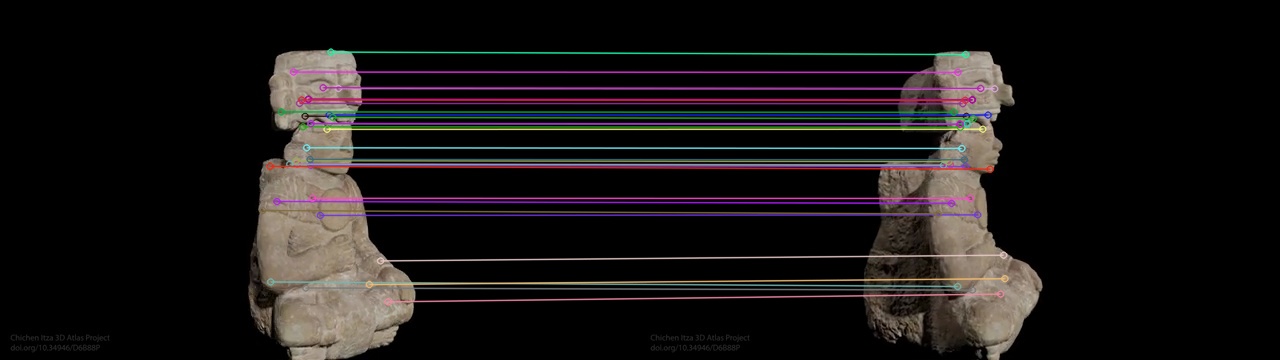 Chichen Itza 3D Atlas Project
doi.org/10.34946/D6B88P
Chichen Itza 3D Atlas Project
doi.org/10.34946/D6B88P